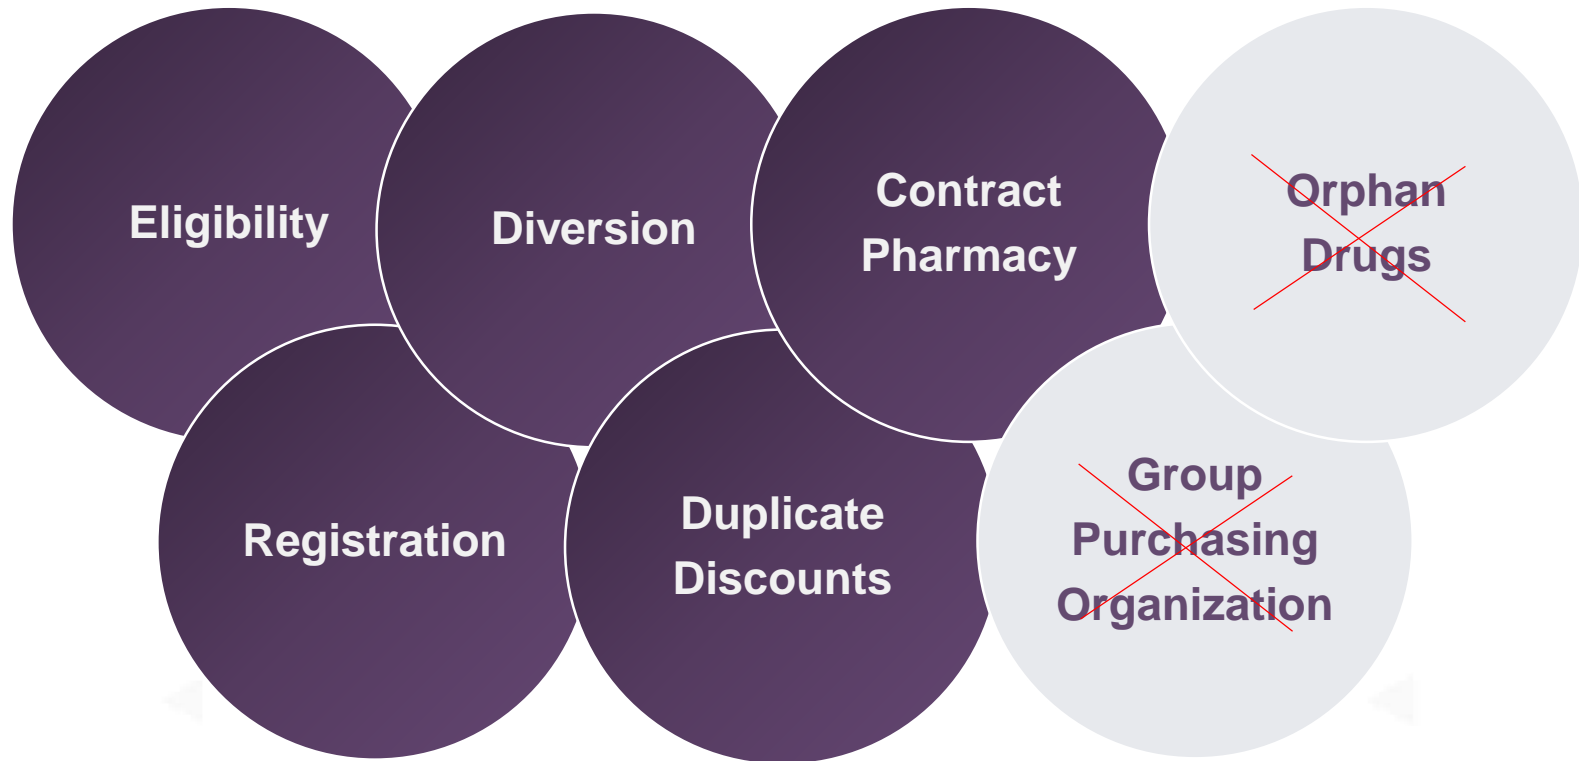 Eligibility
Registration
Diversion
Duplicate
Discounts
Contract
Pharmacy
Group
Purchasing
Organization
Orphan
Drugs